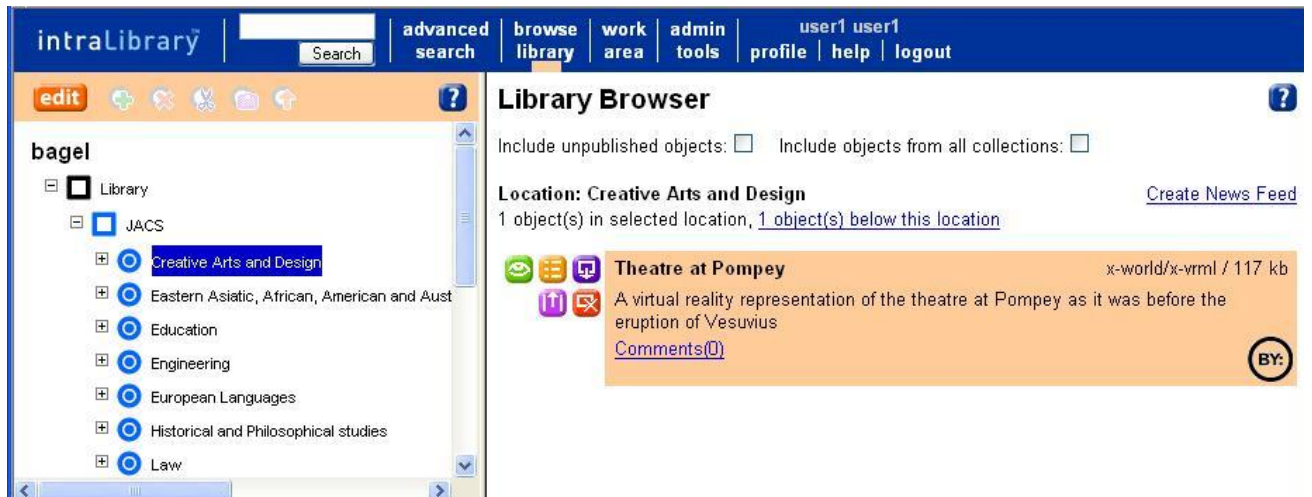 intraLibrary™
Search
advanced search
browse library
work area
admin tools
user1 user1
profile | help | logout
edit
?
bagel
Library
JACS
Creative Arts and Design
Eastern Asiatic, African, American and Aust
Education
Engineering
European Languages
Historical and Philosophical studies
Law
Library Browser
?
Include unpublished objects:
Include objects from all collections:
Location: Creative Arts and Design
Create News Feed
1 object(s) in selected location, 1 object(s) below this location
Theatre at Pompey
x-world/x-vrml / 117 kb
A virtual reality representation of the theatre at Pompey as it was before the
eruption of Vesuvius
Comments(0)
BY: